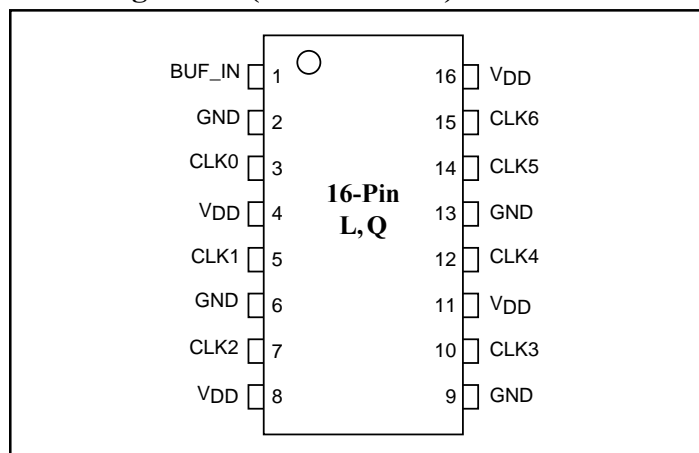 BUF_IN 1 16 VDD
GND 2 15 CLK6
CLK0 3 14 CLK5
VDD 4 13 GND
16-Pin
L, Q
CLK1 5 12 CLK4
GND 6 11 VDD
CLK2 7 10 CLK3
VDD 8 9 GND